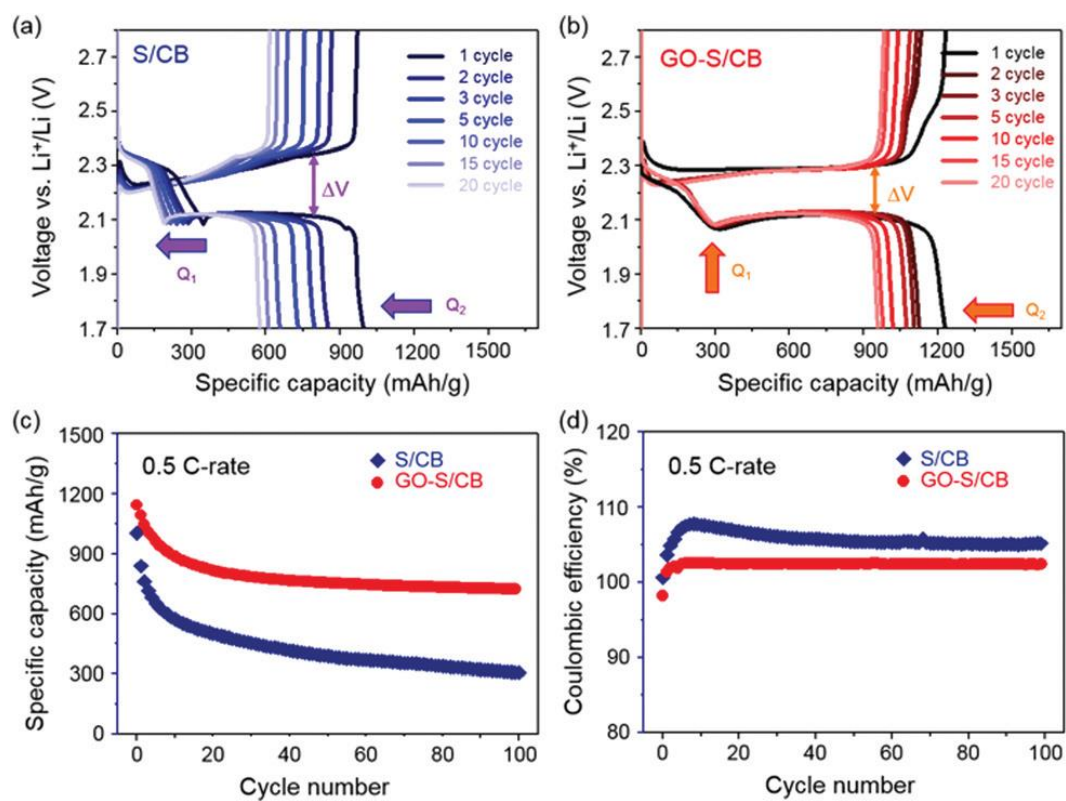 (a)
S/CB
1 cycle
2 cycle
3 cycle
5 cycle
10 cycle
15 cycle
20 cycle
ΔV
Q₁
Q₂
2.7
2.5
2.3
2.1
1.9
1.7
Voltage vs. Li⁺/Li (V)
0 300 600 900 1200 1500
Specific capacity (mAh/g)
(b)
GO-S/CB
1 cycle
2 cycle
3 cycle
5 cycle
10 cycle
15 cycle
20 cycle
ΔV
Q₁
Q₂
2.7
2.5
2.3
2.1
1.9
1.7
Voltage vs. Li⁺/Li (V)
0 300 600 900 1200 1500
Specific capacity (mAh/g)
(c)
0.5 C-rate
S/CB
GO-S/CB
1500
1200
900
600
300
0
Specific capacity (mAh/g)
0 20 40 60 80 100
Cycle number
(d)
0.5 C-rate
S/CB
GO-S/CB
120
110
100
90
80
Coulombic efficiency (%)
0 20 40 60 80 100
Cycle number